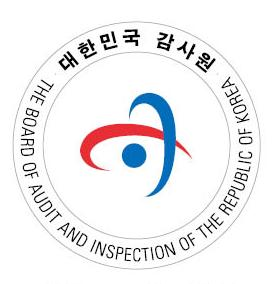 대한민국 감사원
THE BOARD OF AUDIT AND INSPECTION OF THE REPUBLIC OF KOREA